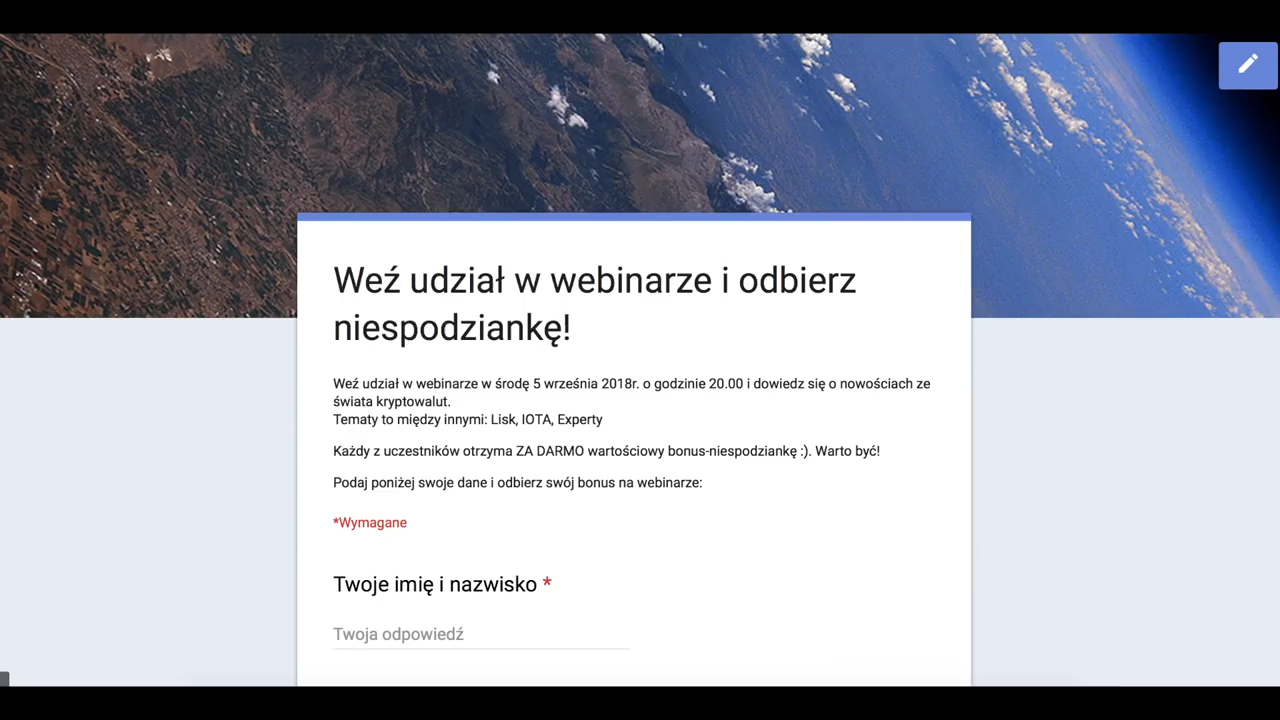 Weź udział w webinarze i odbierz
niespodziankę!
Weź udział w webinarze w środę 5 września 2018r. o godzinie 20.00 i dowiedz się o nowościach ze
świata kryptowalut.
Tematy to między innymi: Lisk, IOTA, Experty
Każdy z uczestników otrzyma ZA DARMO wartościowy bonus-niespodziankę :). Warto być!
Podaj poniżej swoje dane i odbierz swój bonus na webinarze:
*Wymagane
Twoje imię i nazwisko *
Twoja odpowiedź